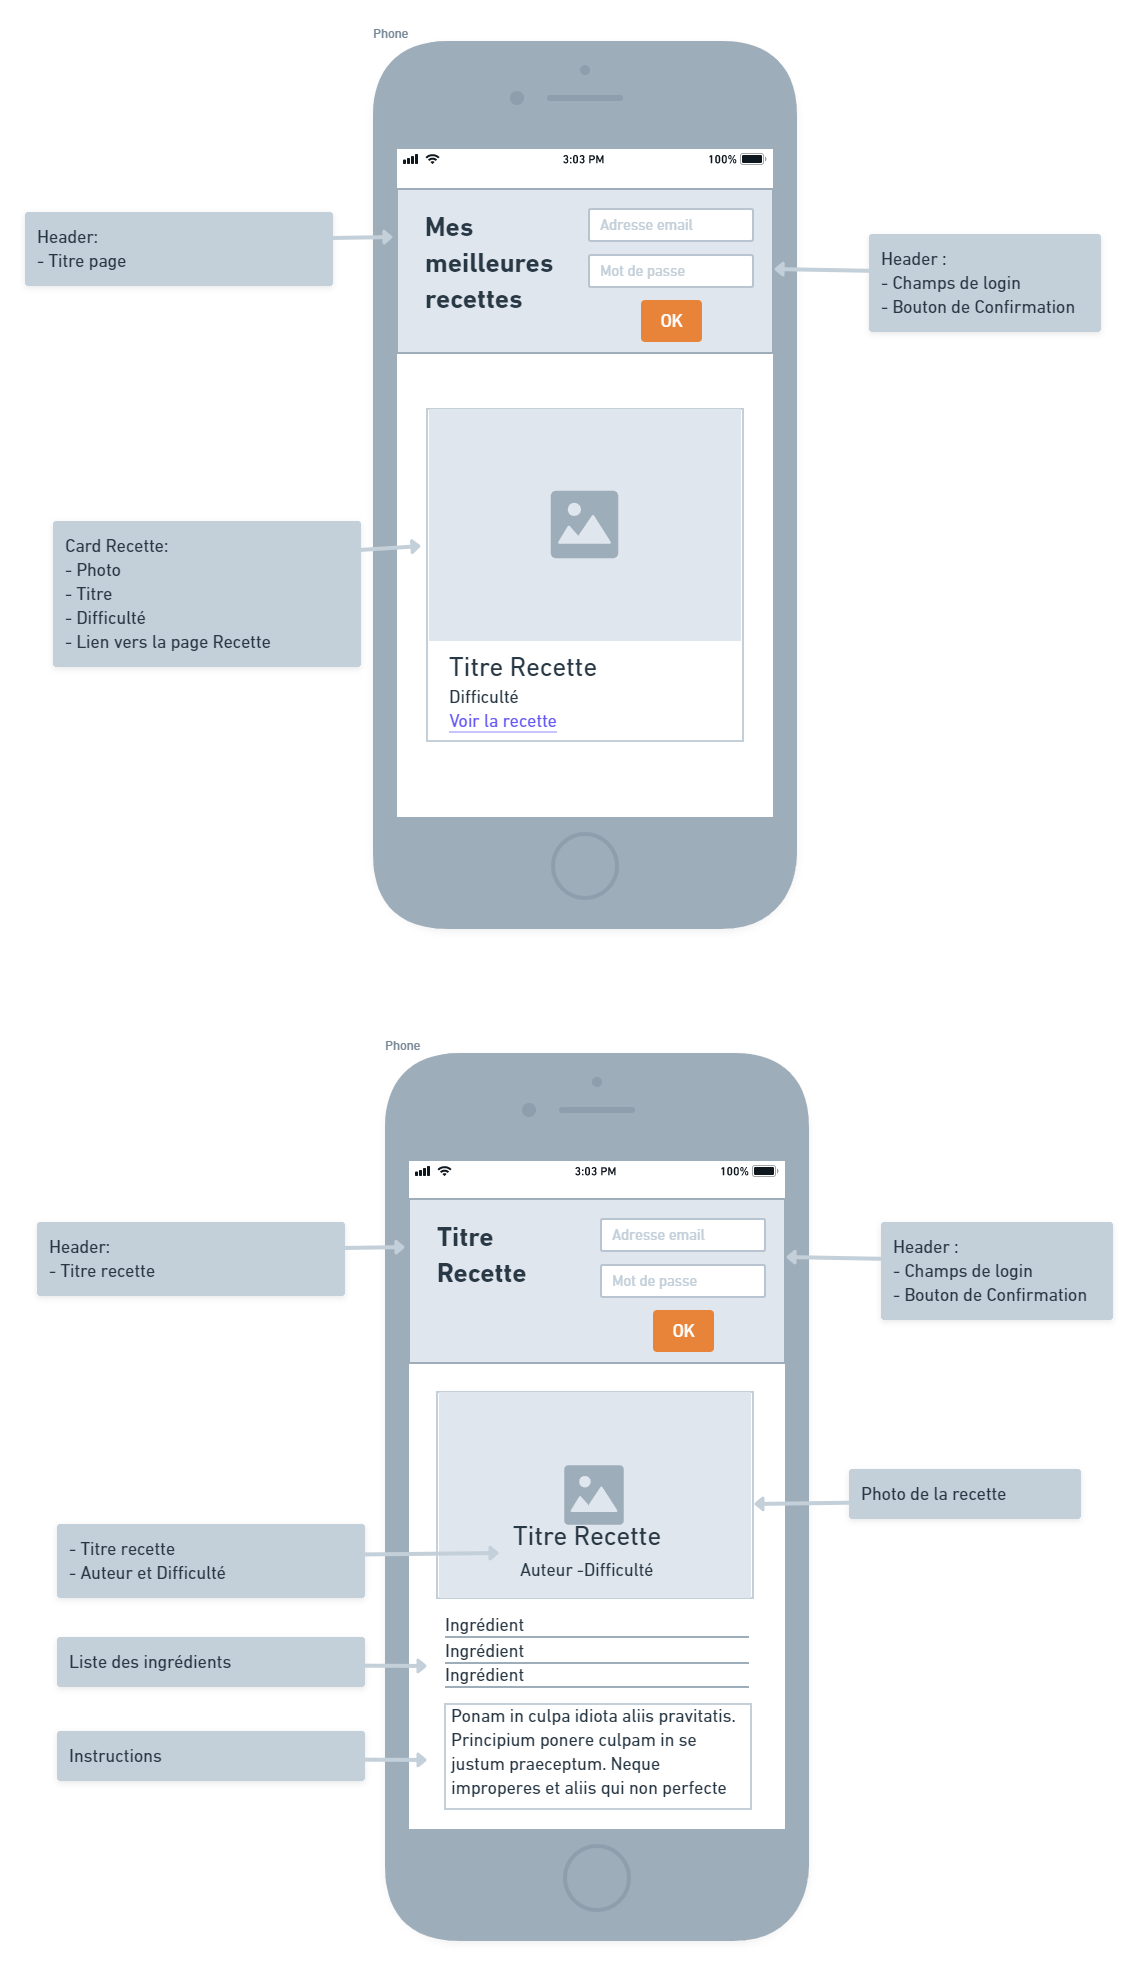 Phone
3:03 PM
100%
Header:
- Titre page
Mes
meilleures
recettes
Adresse email
Mot de passe
OK
Header :
- Champs de login
- Bouton de Confirmation
Card Recette:
- Photo
- Titre
- Difficulté
- Lien vers la page Recette
Titre Recette
Difficulté
Voir la recette
Phone
3:03 PM
100%
Header:
- Titre recette
Titre
Recette
Adresse email
Mot de passe
OK
Header :
- Champs de login
- Bouton de Confirmation
Photo de la recette
- Titre recette
- Auteur et Difficulté
Titre Recette
Auteur -Difficulté
Liste des ingrédients
Ingrédient
Ingrédient
Ingrédient
Instructions
Ponam in culpa idiota aliis pravitatis.
Principium ponere culpam in se
justum praeceptum. Neque
improperes et aliis qui non perfecte